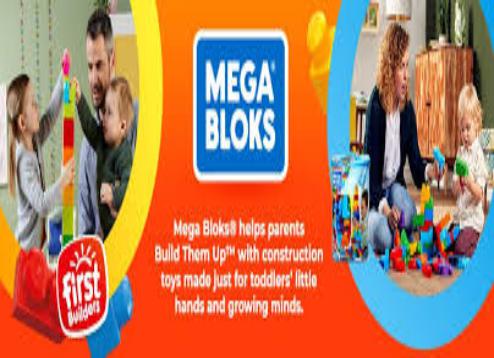 MEGA
BLOKS
Mega Bloks® helps parents
Build Them Up™ with construction
toys made just for toddlers' little
hands and growing minds.
first
Builders